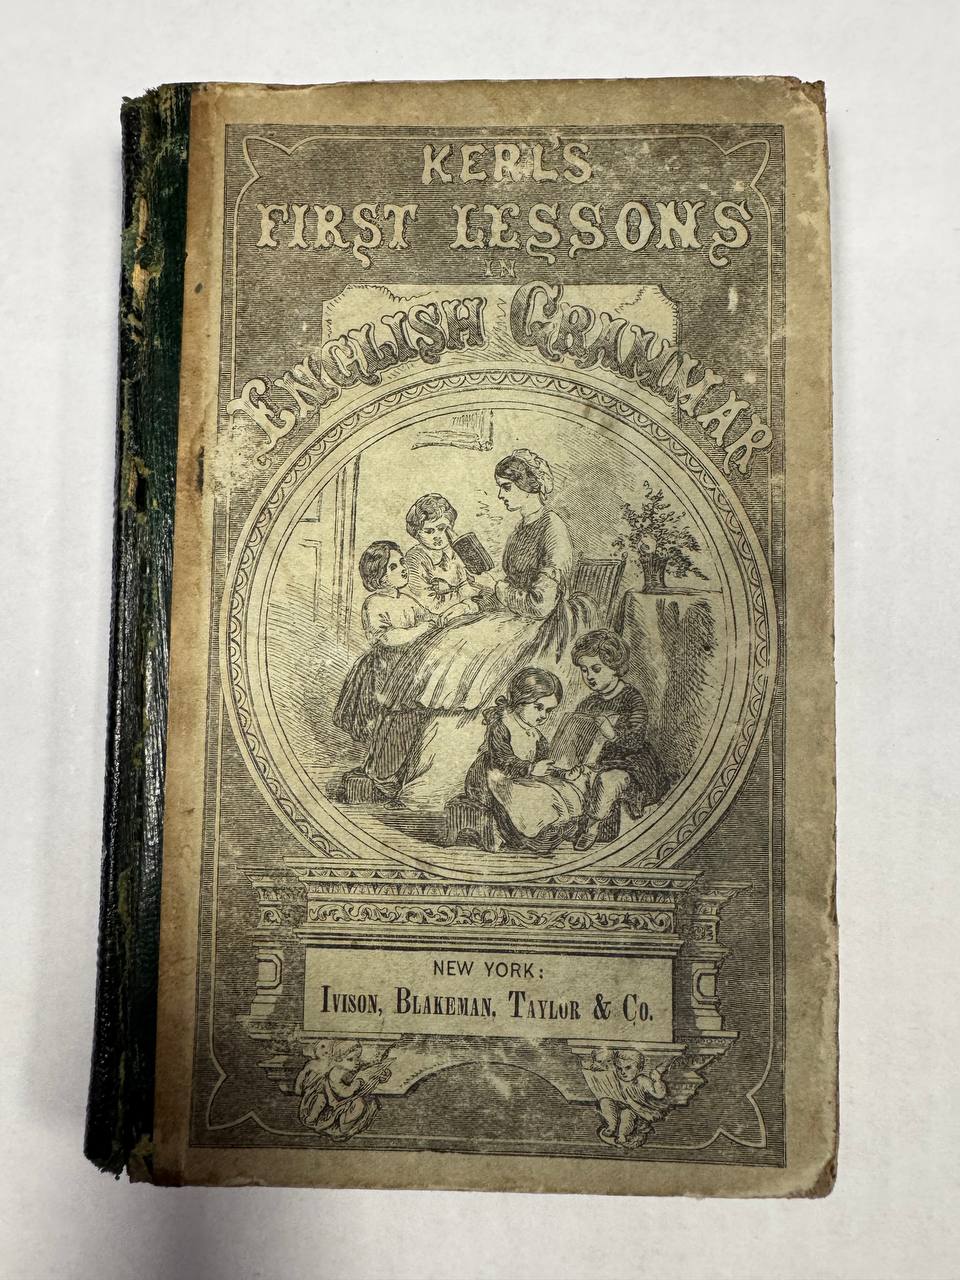 KERL'S
FIRST LESSONS
IN
ENGLISH GRAMMAR
NEW YORK:
IVISON, BLAKEMAN, TAYLOR & CO.